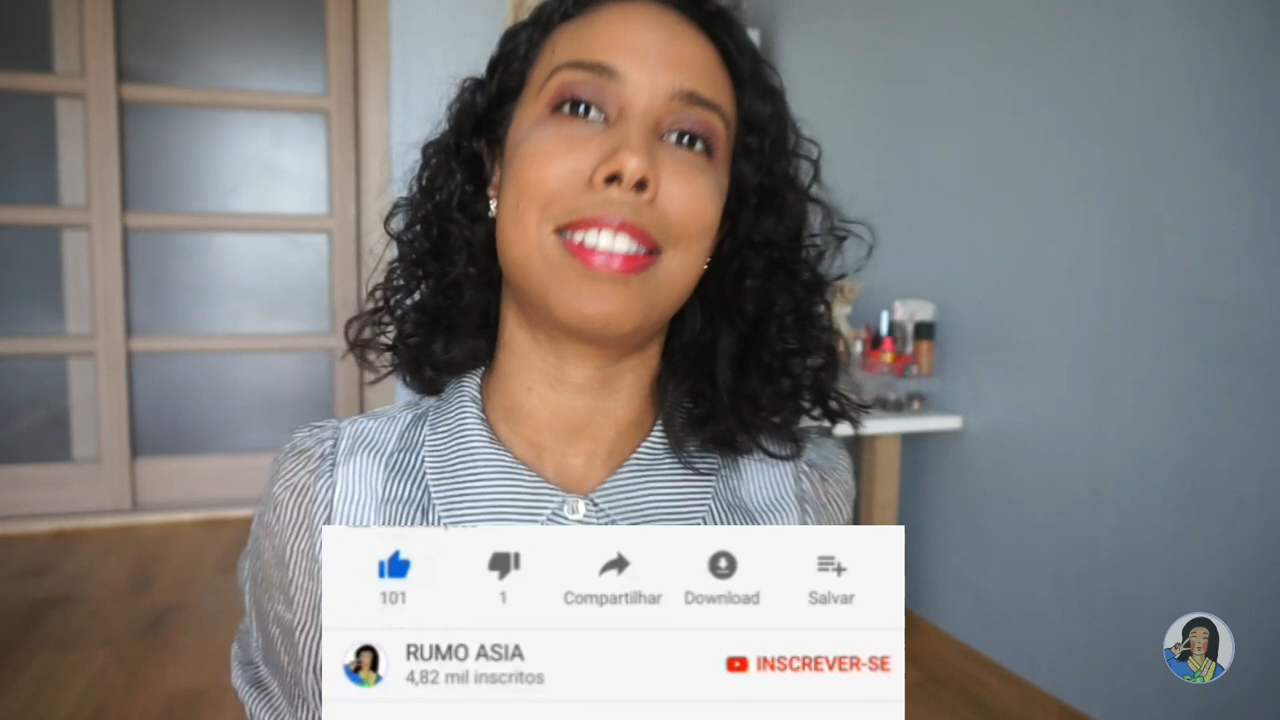 101
1
Compartilhar
Download
Salvar
RUMO ASIA
4,82 mil inscritos
INSCREVER-SE